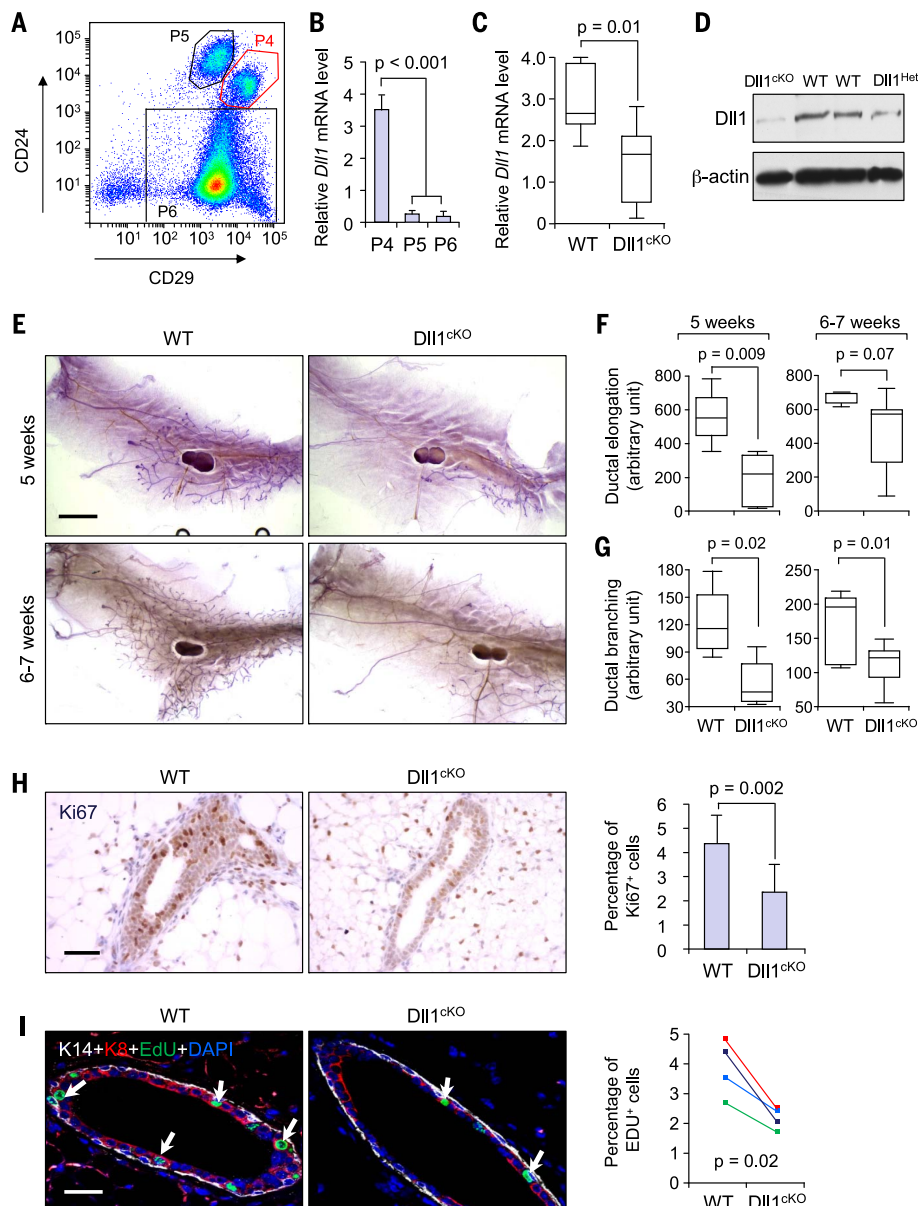 A
P5
P4
10⁵
10⁴
10³
10²
10¹
CD24
P6
10¹ 10² 10³ 10⁴ 10⁵
CD29
B
p < 0.001
Relative Dll1 mRNA level
5
4
3
2
1
0
P4 P5 P6
C
p = 0.01
Relative Dll1 mRNA level
4.0
3.0
2.0
1.0
0.0
WT Dll1cKO
D
Dll1cKO WT WT Dll1Het
Dll1
β-actin
E
WT Dll1cKO
5 weeks
6-7 weeks
F
5 weeks 6-7 weeks
p = 0.009 p = 0.07
Ductal elongation
(arbitrary unit)
800 800
600 600
400 400
200 200
0 0
G
p = 0.02 p = 0.01
Ductal branching
(arbitrary unit)
180 250
150 200
120 150
90 100
60 50
30
WT Dll1cKO WT Dll1cKO
H
WT Dll1cKO
Ki67
p = 0.002
Percentage of
Ki67⁺ cells
6
5
4
3
2
1
0
WT Dll1cKO
I
WT Dll1cKO
K14+K8+EdU+DAPI
Percentage of
EDU⁺ cells
5
4
3
2
1
0
p = 0.02
WT Dll1cKO